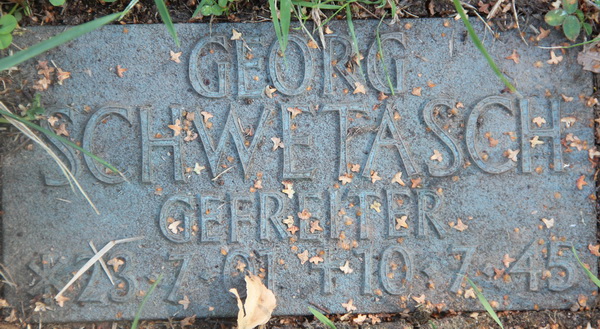 GEORG
SCHWETASCH
GEFREITER
* 23·7·01 + 10·7·45